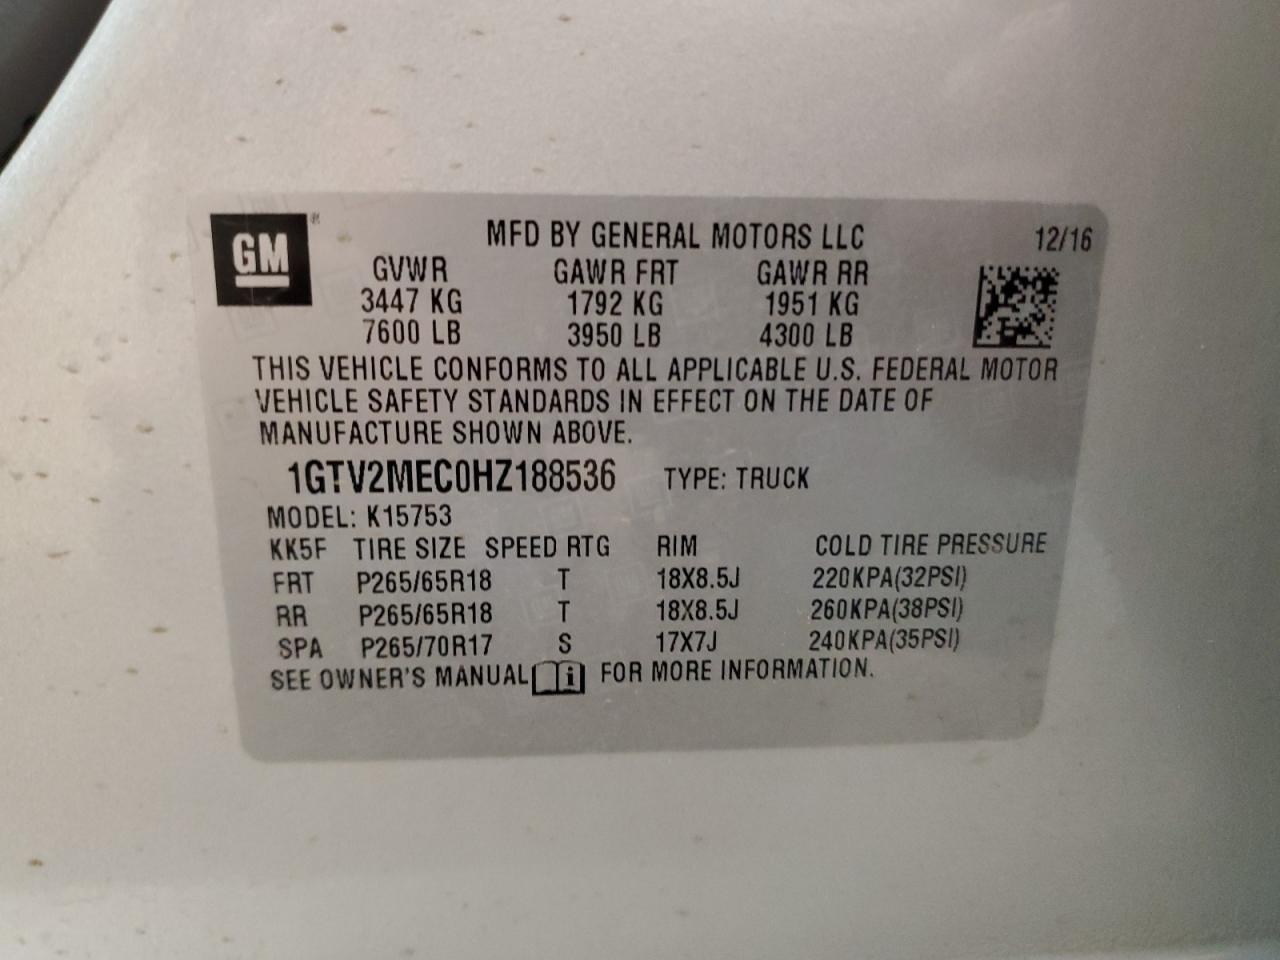 GM ® MFD BY GENERAL MOTORS LLC 12/16
GVWR GAWR FRT GAWR RR
3447 KG 1792 KG 1951 KG
7600 LB 3950 LB 4300 LB
THIS VEHICLE CONFORMS TO ALL APPLICABLE U.S. FEDERAL MOTOR
VEHICLE SAFETY STANDARDS IN EFFECT ON THE DATE OF
MANUFACTURE SHOWN ABOVE.
1GTV2MEC0HZ188536 TYPE: TRUCK
MODEL: K15753
KK5F TIRE SIZE SPEED RTG RIM COLD TIRE PRESSURE
FRT P265/65R18 T 18X8.5J 220KPA(32PSI)
RR P265/65R18 T 18X8.5J 260KPA(38PSI)
SPA P265/70R17 S 17X7J 240KPA(35PSI)
SEE OWNER'S MANUAL i FOR MORE INFORMATION.